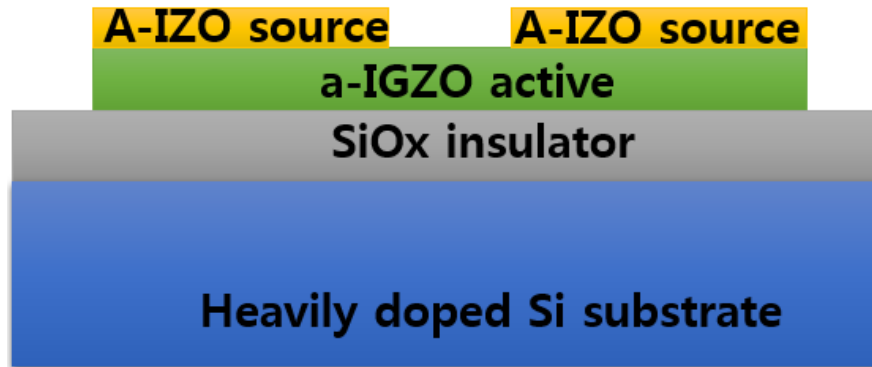 A-IZO source
A-IZO source
a-IGZO active
SiOx insulator
Heavily doped Si substrate